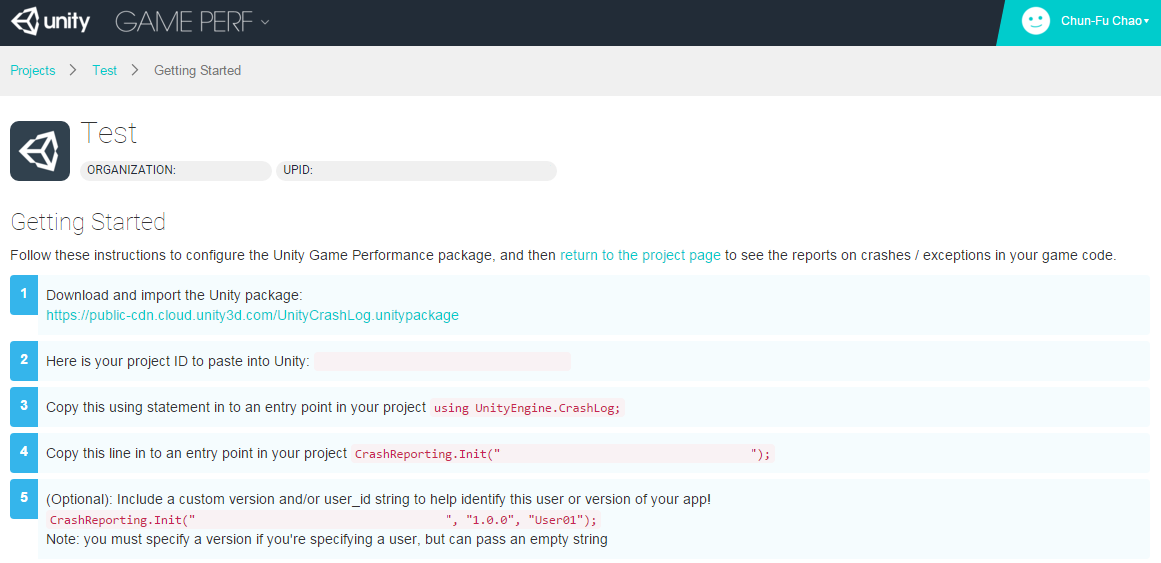 unity GAME PERF
Chun-Fu Chao
Projects > Test > Getting Started
Test
ORGANIZATION: UPID:
Getting Started
Follow these instructions to configure the Unity Game Performance package, and then return to the project page to see the reports on crashes / exceptions in your game code.
1 Download and import the Unity package:
https://public-cdn.cloud.unity3d.com/UnityCrashLog.unitypackage
2 Here is your project ID to paste into Unity:
3 Copy this using statement in to an entry point in your project using UnityEngine.CrashLog;
4 Copy this line in to an entry point in your project CrashReporting.Init(" ");
5 (Optional): Include a custom version and/or user_id string to help identify this user or version of your app!
CrashReporting.Init(" ", "1.0.0", "User01");
Note: you must specify a version if you're specifying a user, but can pass an empty string